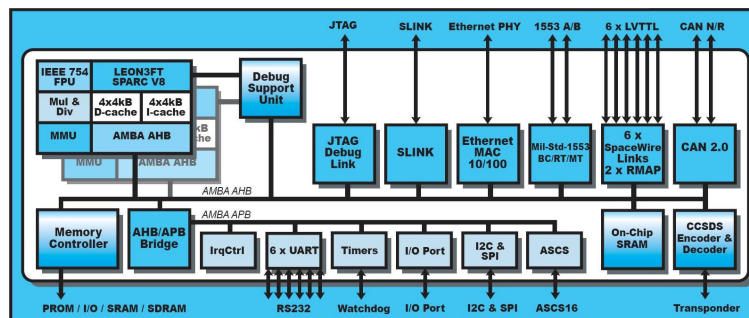 JTAG SLINK Ethernet PHY 1553 A/B 6 x LVTTL CAN N/R
IEEE 754 FPU
LEON3FT SPARC V8
Mul & Div
4x4kB D-cache
4x4kB I-cache
MMU
AMBA AHB
MMU
AMBA AHB
Debug Support Unit
JTAG Debug Link
SLINK
Ethernet MAC 10/100
Mil-Std-1553 BC/RT/MT
6 x SpaceWire Links 2 x RMAP
CAN 2.0
AMBA AHB
Memory Controller
AHB/APB Bridge
AMBA APB
IrqCtrl
6 x UART
Timers
I/O Port
I2C & SPI
ASCS
On-Chip SRAM
CCSDS Encoder & Decoder
PROM / I/O / SRAM / SDRAM RS232 Watchdog I/O Port I2C & SPI ASCS16 Transponder